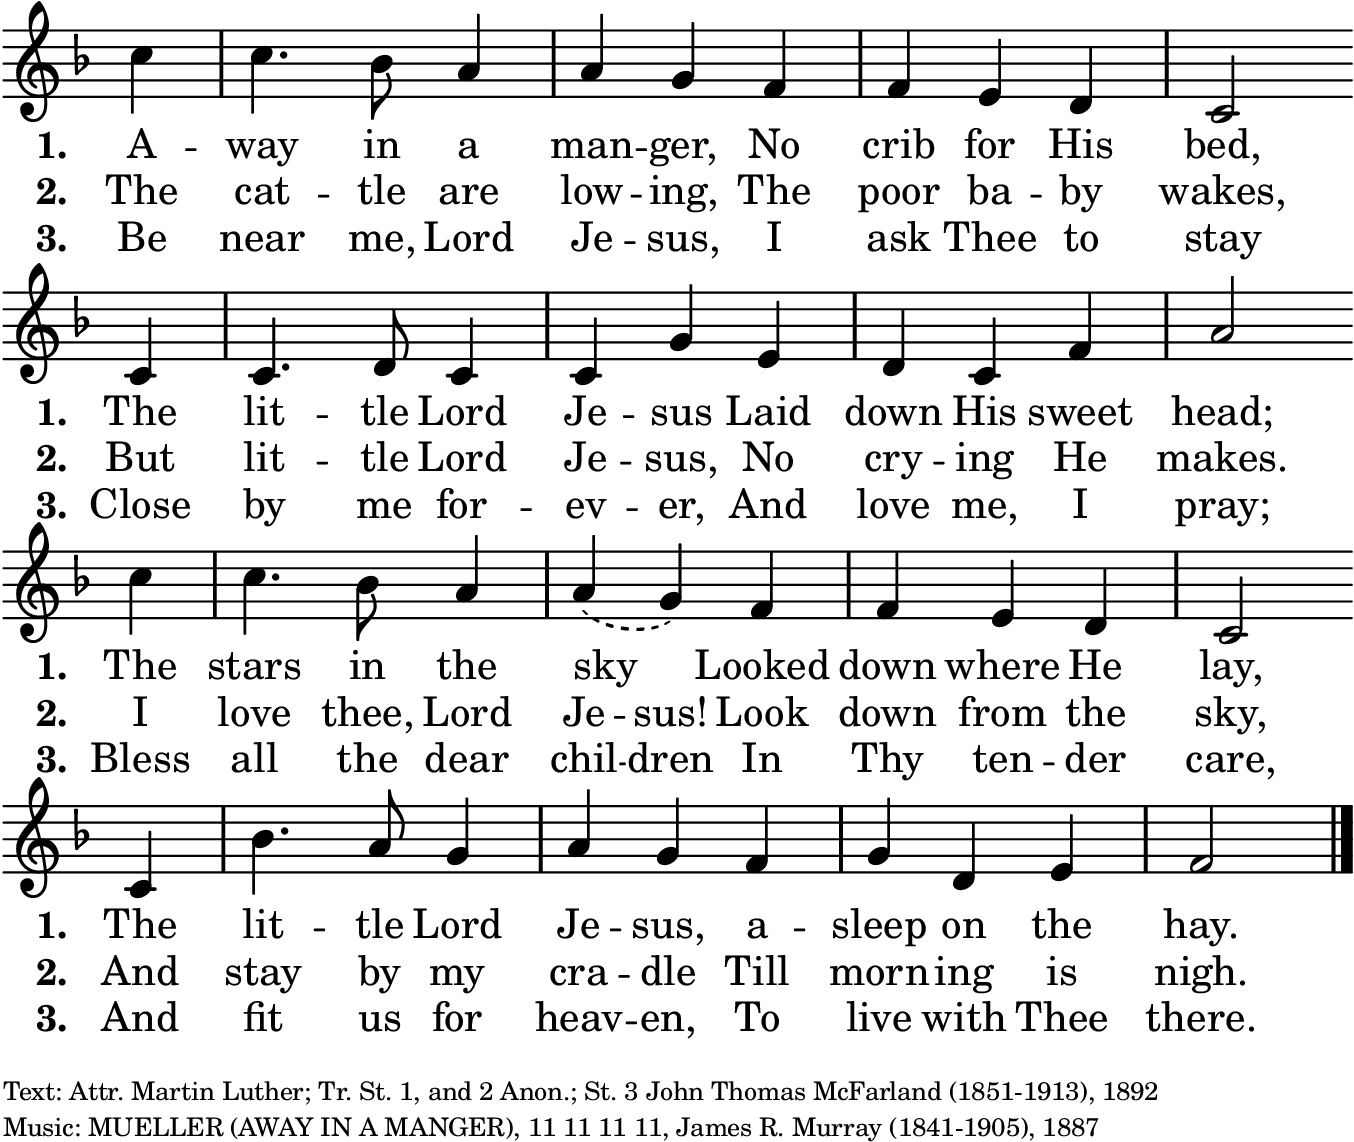 1. A - way in a man - ger, No crib for His bed,
2. The cat - tle are low - ing, The poor ba - by wakes,
3. Be near me, Lord Je - sus, I ask Thee to stay
1. The lit - tle Lord Je - sus Laid down His sweet head;
2. But lit - tle Lord Je - sus, No cry - ing He makes.
3. Close by me for - ev - er, And love me, I pray;
1. The stars in the sky Looked down where He lay,
2. I love thee, Lord Je - sus! Look down from the sky,
3. Bless all the dear chil - dren In Thy ten - der care,
1. The lit - tle Lord Je - sus, a - sleep on the hay.
2. And stay by my cra - dle Till morn - ing is nigh.
3. And fit us for heav - en, To live with Thee there.
Text: Attr. Martin Luther; Tr. St. 1, and 2 Anon.; St. 3 John Thomas McFarland (1851-1913), 1892
Music: MUELLER (AWAY IN A MANGER), 11 11 11 11, James R. Murray (1841-1905), 1887